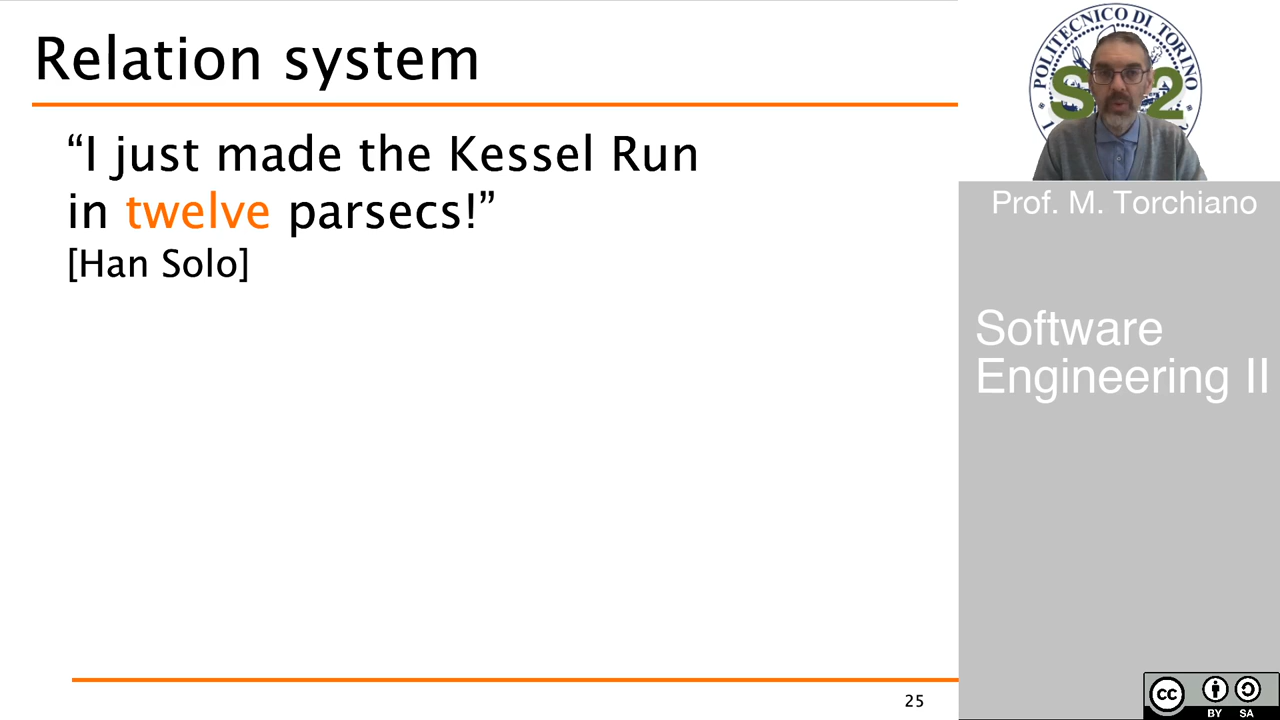 Relation system
“I just made the Kessel Run
in twelve parsecs!”
[Han Solo]
25
POLITECNICO DI TORINO
Prof. M. Torchiano
Software
Engineering II
cc
BY SA